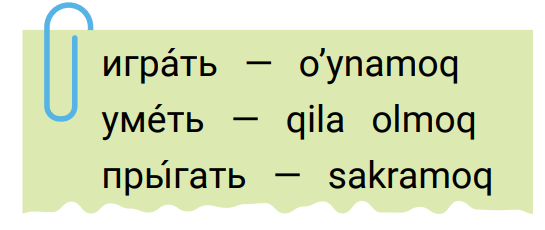 игра́ть — o’ynamoq
уме́ть — qila olmoq
пры́гать — sakramoq